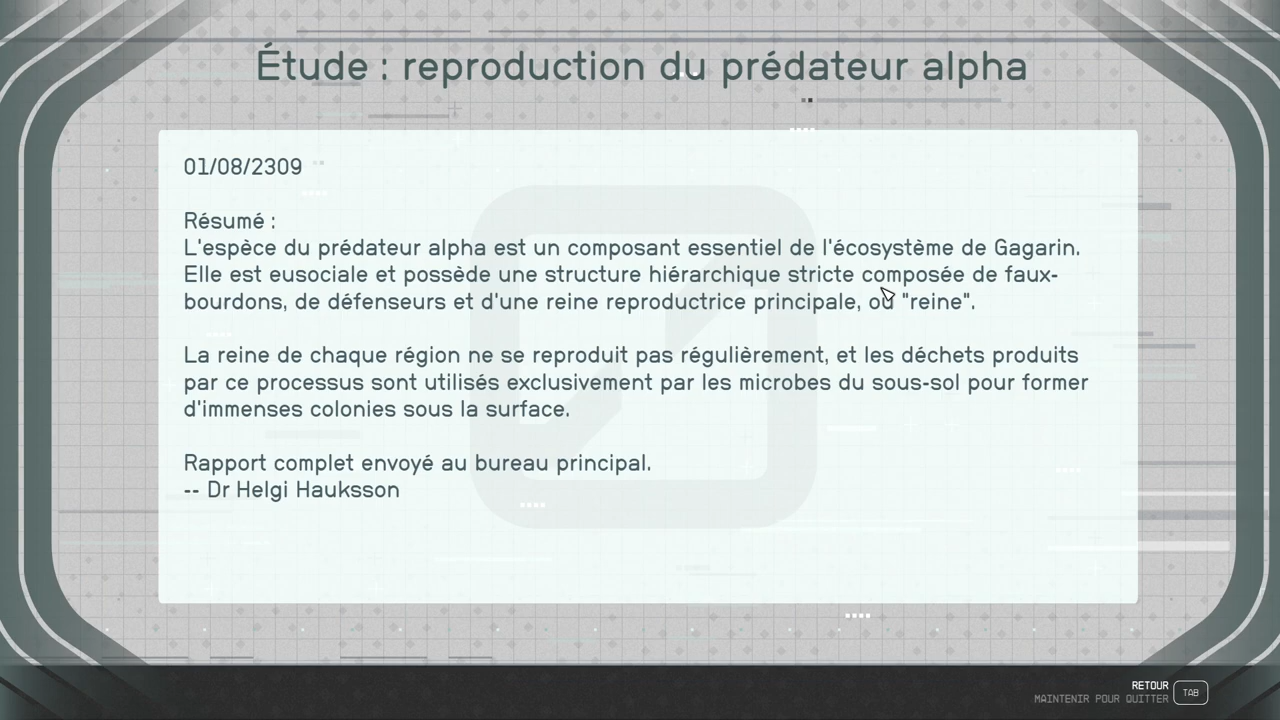 Étude : reproduction du prédateur alpha
01/08/2309
Résumé :
L'espèce du prédateur alpha est un composant essentiel de l'écosystème de Gagarin.
Elle est eusociale et possède une structure hiérarchique stricte composée de faux-
bourdons, de défenseurs et d'une reine reproductrice principale, ou "reine".
La reine de chaque région ne se reproduit pas régulièrement, et les déchets produits
par ce processus sont utilisés exclusivement par les microbes du sous-sol pour former
d'immenses colonies sous la surface.
Rapport complet envoyé au bureau principal.
-- Dr Helgi Hauksson
RETOUR
MAINTENIR POUR QUITTER TAB